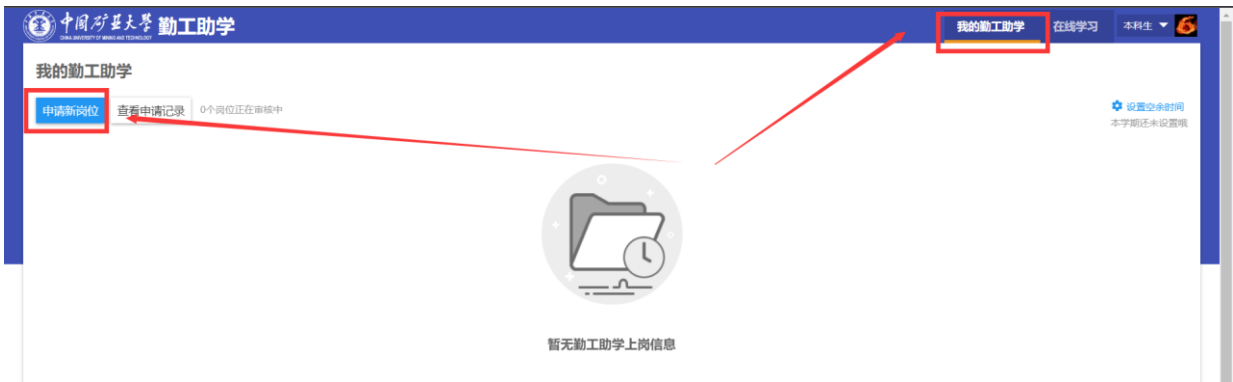 中国矿业大学 勤工助学
CHINA UNIVERSITY OF MINING AND TECHNOLOGY
我的勤工助学 在线学习 本科生
我的勤工助学
申请新岗位 查看申请记录 0个岗位正在审核中
设置空余时间
本学期还未设置哦
暂无勤工助学上岗信息